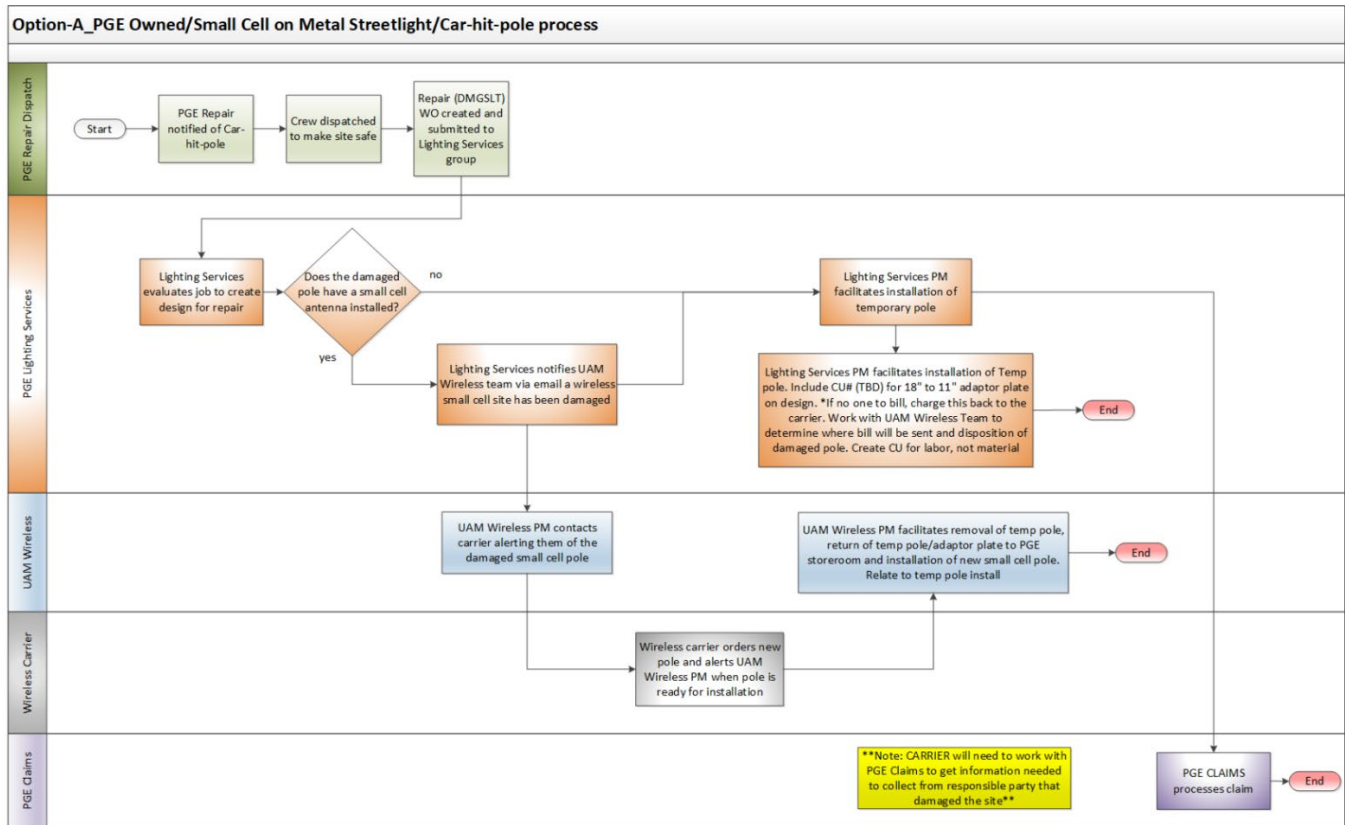 Option-A_PGE Owned/Small Cell on Metal Streetlight/Car-hit-pole process
PGE Repair Dispatch
Start
PGE Repair
notified of Car-
hit-pole
Crew dispatched
to make site safe
Repair (DMGSLT)
WO created and
submitted to
Lighting Services
group
PGE Lighting Services
Lighting Services
evaluates job to create
design for repair
Does the damaged
pole have a small cell
antenna installed?
no
yes
Lighting Services PM
facilitates installation of
temporary pole
Lighting Services notifies UAM
Wireless team via email a wireless
small cell site has been damaged
Lighting Services PM facilitates installation of Temp
pole. Include CU# (TBD) for 18" to 11" adaptor plate
on design. *If no one to bill, charge this back to the
carrier. Work with UAM Wireless Team to
determine where bill will be sent and disposition of
damaged pole. Create CU for labor, not material
End
UAM Wireless
UAM Wireless PM contacts
carrier alerting them of the
damaged small cell pole
UAM Wireless PM facilitates removal of temp pole,
return of temp pole/adaptor plate to PGE
storeroom and installation of new small cell pole.
Relate to temp pole install
End
Wireless Carrier
Wireless carrier orders new
pole and alerts UAM
Wireless PM when pole is
ready for installation
PGE Claims
**Note: CARRIER will need to work with
PGE Claims to get information needed
to collect from responsible party that
damaged the site**
PGE CLAIMS
processes claim
End